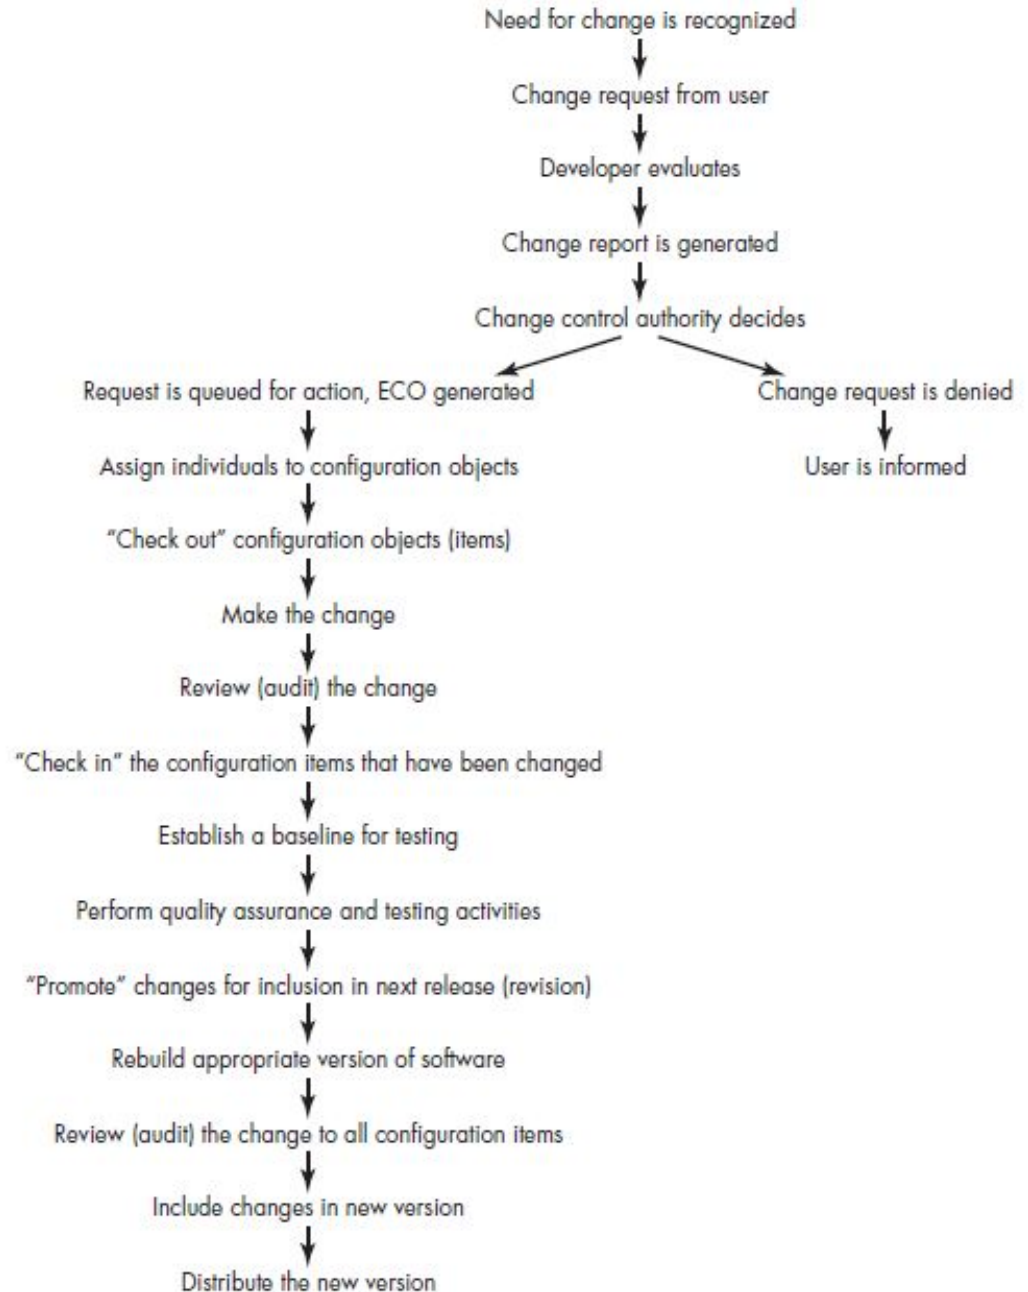 Need for change is recognized
Change request from user
Developer evaluates
Change report is generated
Change control authority decides
Request is queued for action, ECO generated
Change request is denied
Assign individuals to configuration objects
User is informed
“Check out” configuration objects (items)
Make the change
Review (audit) the change
“Check in” the configuration items that have been changed
Establish a baseline for testing
Perform quality assurance and testing activities
“Promote” changes for inclusion in next release (revision)
Rebuild appropriate version of software
Review (audit) the change to all configuration items
Include changes in new version
Distribute the new version